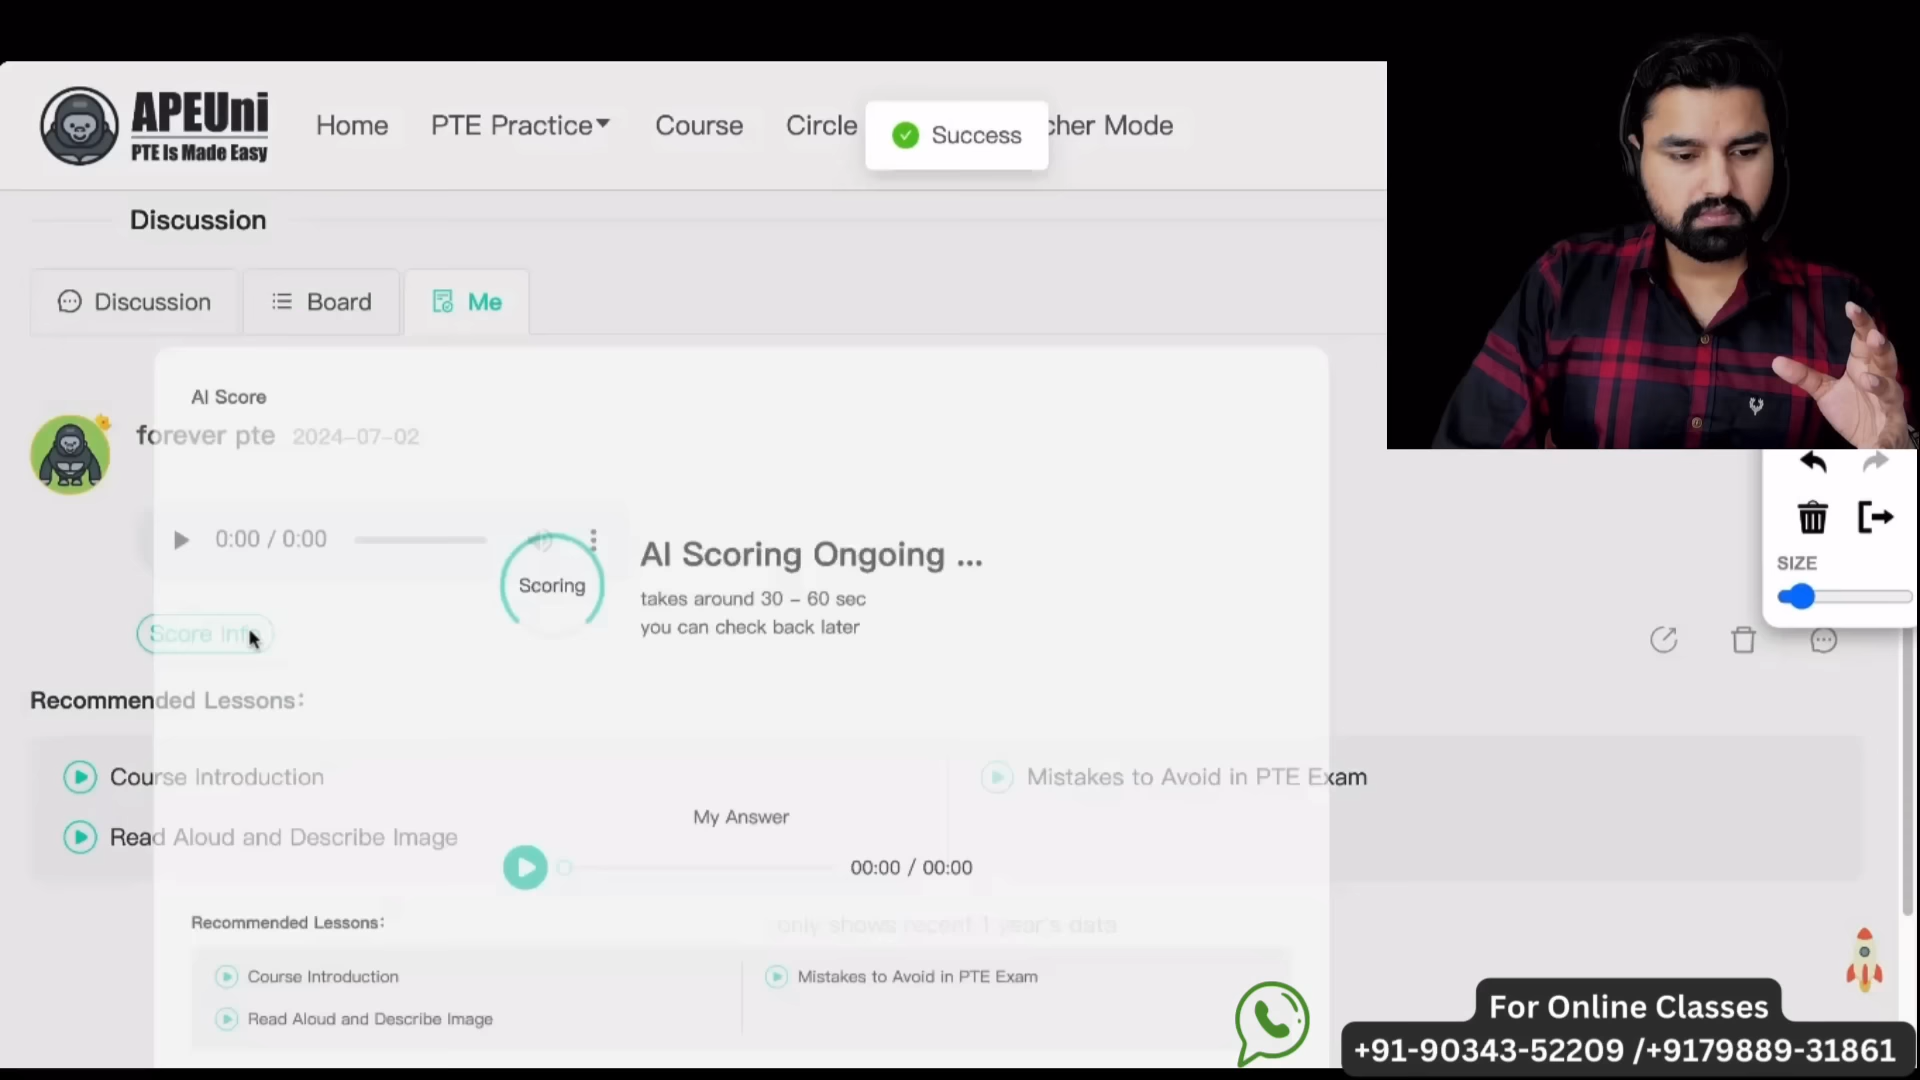 APEUni
PTE Is Made Easy
Home
PTE Practice
Course
Circle
Success
cher Mode
Discussion
Discussion
Board
Me
AI Score
forever pte 2024-07-02
0:00 / 0:00
Scoring
AI Scoring Ongoing ...
takes around 30 – 60 sec
you can check back later
Score Info
SIZE
Recommended Lessons:
Course Introduction
Mistakes to Avoid in PTE Exam
Read Aloud and Describe Image
My Answer
00:00 / 00:00
only shows recent 1 year's data
Recommended Lessons:
Course Introduction
Mistakes to Avoid in PTE Exam
Read Aloud and Describe Image
For Online Classes
+91-90343-52209 /+9179889-31861